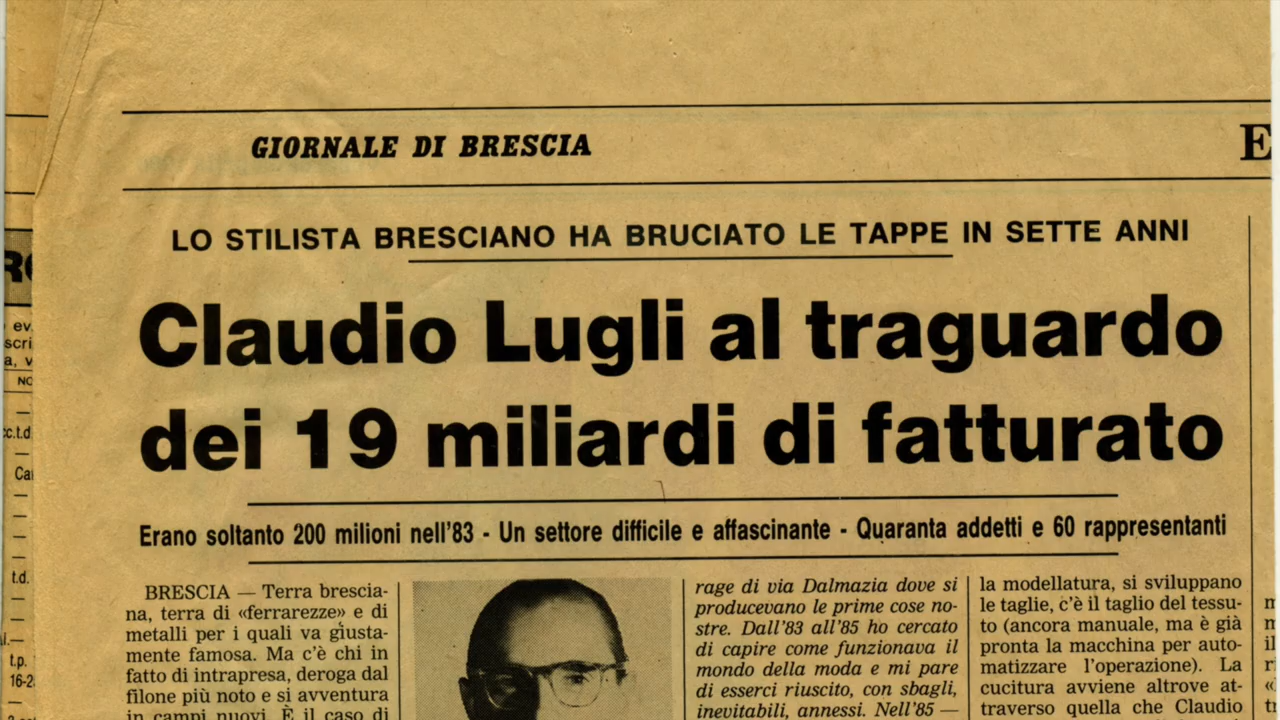 GIORNALE DI BRESCIA
E
LO STILISTA BRESCIANO HA BRUCIATO LE TAPPE IN SETTE ANNI
Claudio Lugli al traguardo
dei 19 miliardi di fatturato
Erano soltanto 200 milioni nell'83 - Un settore difficile e affascinante - Quaranta addetti e 60 rappresentanti
BRESCIA — Terra brescia-
na, terra di «ferrarezze» e di
metalli per i quali va giusta-
mente famosa. Ma c'è chi in
fatto di intrapresa, deroga dal
filone più noto e si avventura
in campi nuovi. È il caso di
rage di via Dalmazia dove si
producevano le prime cose no-
stre. Dall'83 all'85 ho cercato
di capire come funzionava il
mondo della moda e mi pare
di esserci riuscito, con sbagli,
inevitabili, annessi. Nell'85 —
la modellatura, si sviluppano
le taglie, c'è il taglio del tessu-
to (ancora manuale, ma è già
pronta la macchina per auto-
matizzare l'operazione). La
cucitura avviene altrove at-
traverso quella che Claudio